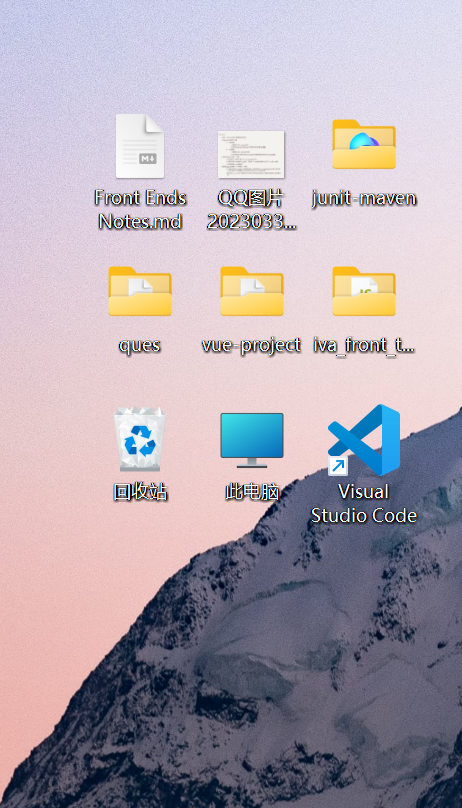 Front Ends
Notes.md
QQ图片
2023033...
junit-maven
ques
vue-project
iva_front_t...
回收站
此电脑
Visual
Studio Code